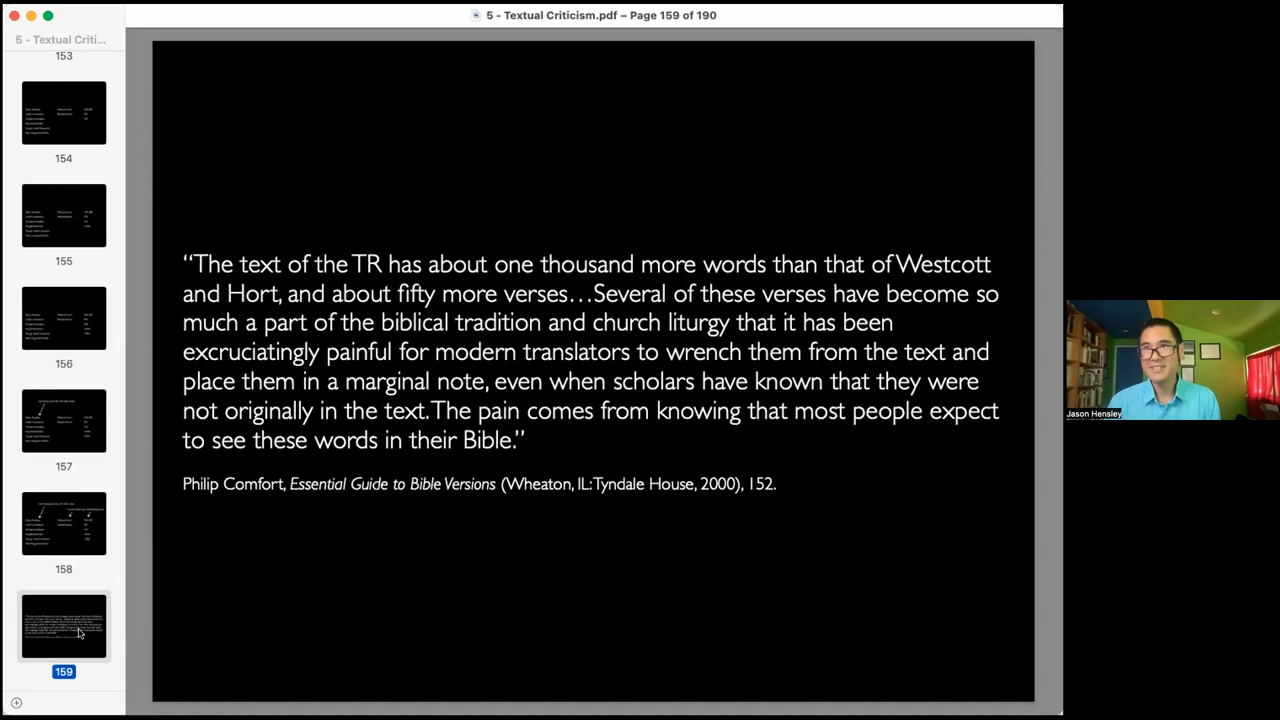 5 - Textual Criticism.pdf – Page 159 of 190
5 - Textual Criti...
153
154
155
156
157
158
159
“The text of the TR has about one thousand more words than that of Westcott
and Hort, and about fifty more verses…Several of these verses have become so
much a part of the biblical tradition and church liturgy that it has been
excruciatingly painful for modern translators to wrench them from the text and
place them in a marginal note, even when scholars have known that they were
not originally in the text. The pain comes from knowing that most people expect
to see these words in their Bible.”
Philip Comfort, Essential Guide to Bible Versions (Wheaton, IL: Tyndale House, 2000), 152.
Jason Hensley